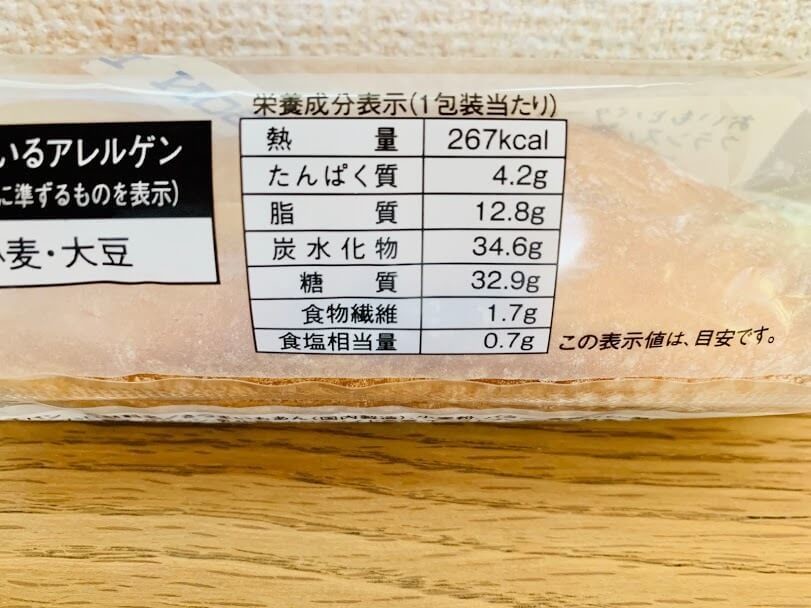 栄養成分表示(1包装当たり)
熱量 267kcal
たんぱく質 4.2g
脂質 12.8g
炭水化物 34.6g
糖質 32.9g
食物繊維 1.7g
食塩相当量 0.7g
この表示値は、目安です。
いるアレルゲン
に準ずるものを表示)
麦・大豆